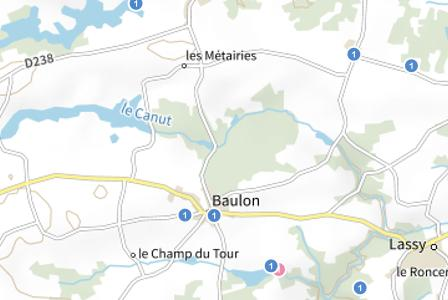 1
D238
les Métairies
1
1
le Canut
Baulon
1
1
le Champ du Tour
Lassy
1
le Roncer
1